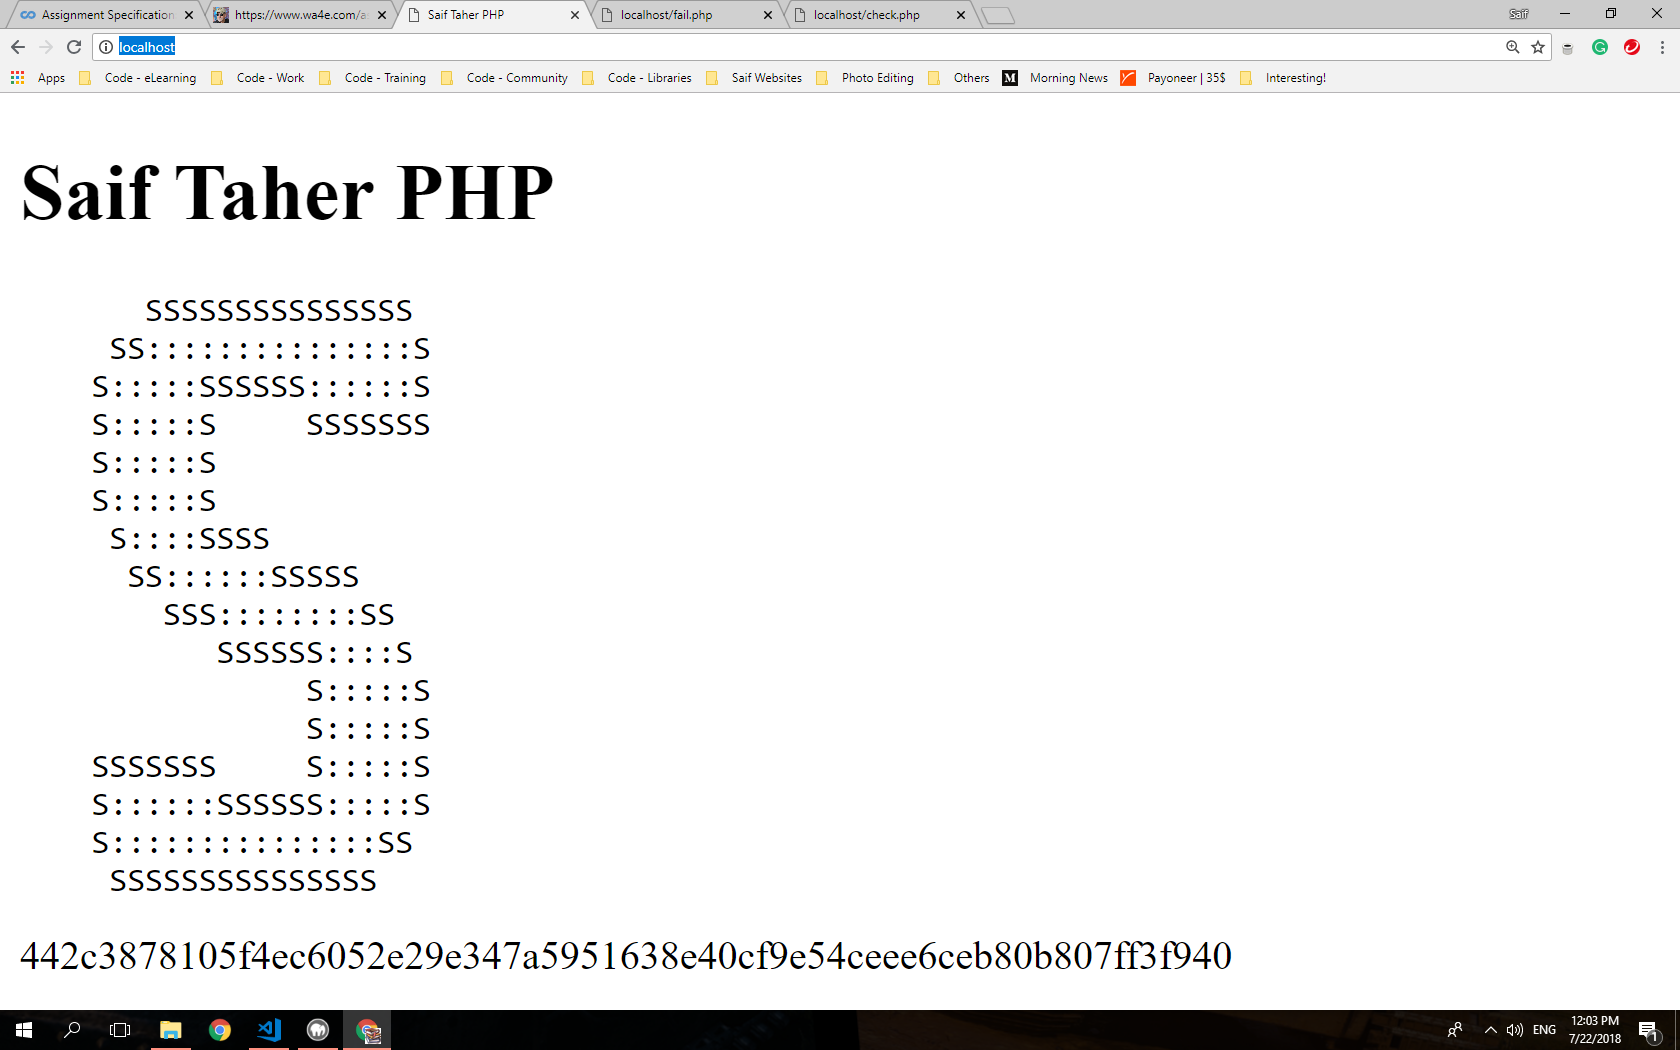 Assignment Specification
https://www.wa4e.com/a
Saif Taher PHP
localhost/fail.php
localhost/check.php
Saif
localhost
Apps
Code - eLearning
Code - Work
Code - Training
Code - Community
Code - Libraries
Saif Websites
Photo Editing
Others
M
Morning News
Payoneer | 35$
Interesting!
Saif Taher PHP
       SSSSSSSSSSSSSSS
     SS:::::::::::::::S
    S:::::SSSSSS::::::S
    S:::::S     SSSSSSS
    S:::::S
    S:::::S
     S::::SSSS
      SS::::::SSSSS
        SSS::::::::SS
           SSSSSS::::S
                S:::::S
                S:::::S
    SSSSSSS     S:::::S
    S::::::SSSSSS:::::S
    S:::::::::::::::SS
     SSSSSSSSSSSSSSS
442c3878105f4ec6052e29e347a5951638e40cf9e54ceee6ceb80b807ff3f940
ENG
12:03 PM
7/22/2018
1